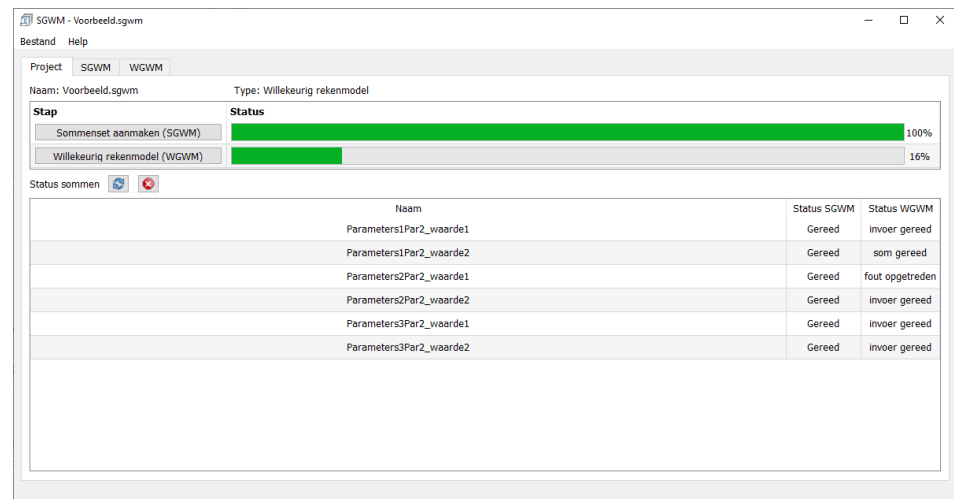 SGWM - Voorbeeld.sgwm
Bestand Help
Project SGWM WGWM
Naam: Voorbeeld.sgwm Type: Willekeurig rekenmodel
Stap Status
Sommenset aanmaken (SGWM) 100%
Willekeurig rekenmodel (WGWM) 16%
Status sommen
Naam Status SGWM Status WGWM
Parameters1Par2_waarde1 Gereed invoer gereed
Parameters1Par2_waarde2 Gereed som gereed
Parameters2Par2_waarde1 Gereed fout opgetreden
Parameters2Par2_waarde2 Gereed invoer gereed
Parameters3Par2_waarde1 Gereed invoer gereed
Parameters3Par2_waarde2 Gereed invoer gereed